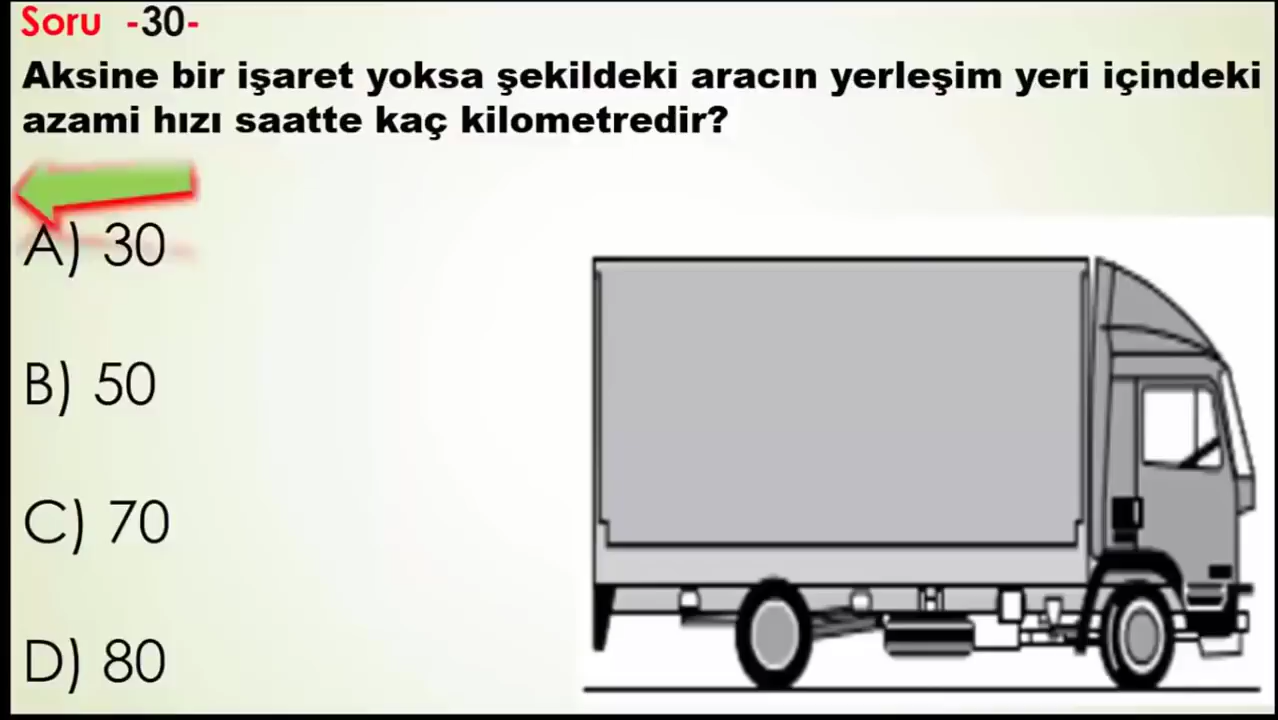 Soru -30-
Aksine bir işaret yoksa şekildeki aracın yerleşim yeri içindeki
azami hızı saatte kaç kilometredir?
A) 30
B) 50
C) 70
D) 80